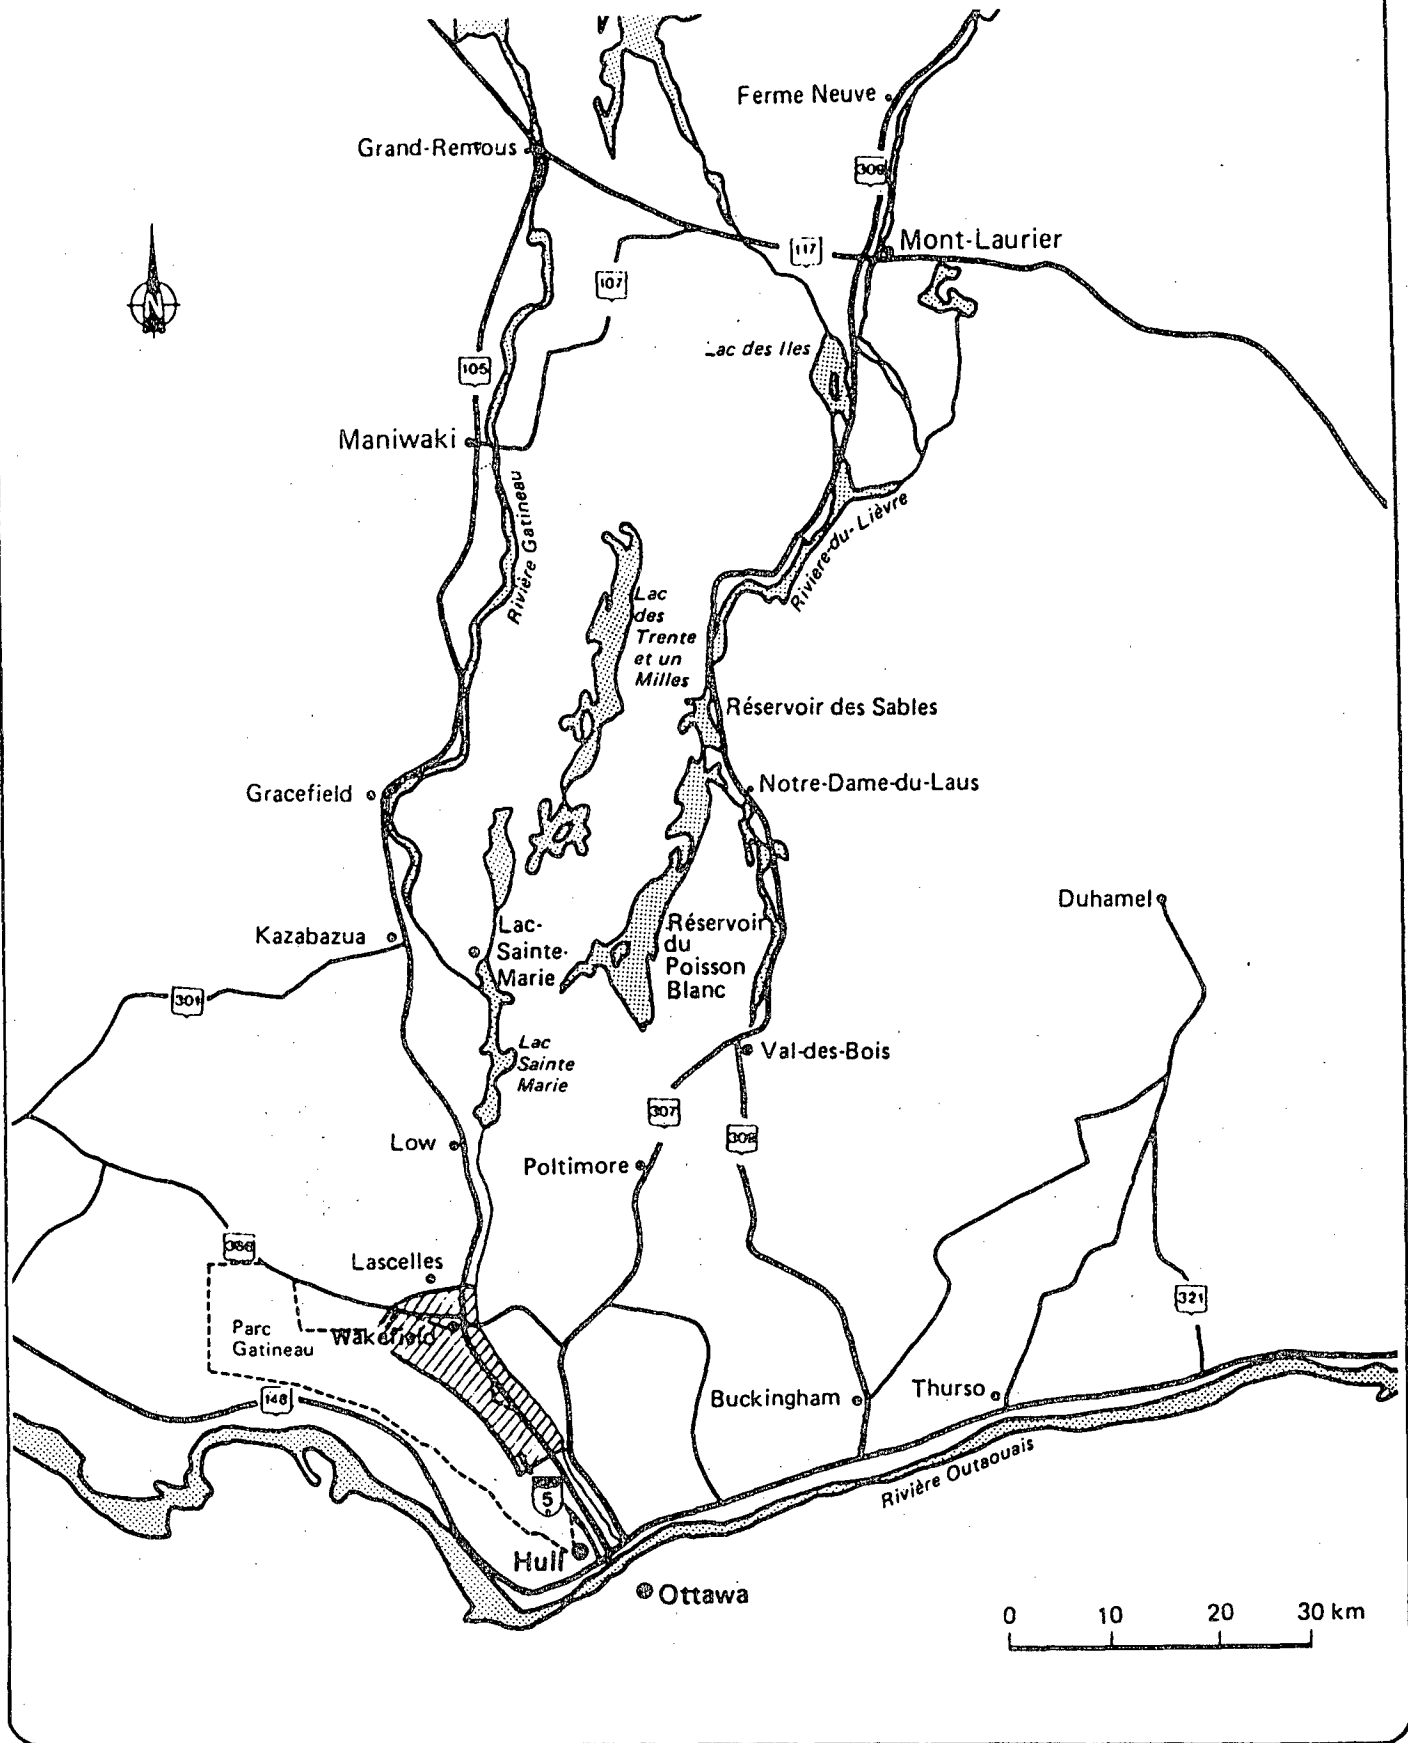 Ferme Neuve
Grand-Remous
309
Mont-Laurier
117
N
107
Lac des Iles
105
Maniwaki
Rivière Gatineau
Rivière-du-Lièvre
Lac
des
Trente
et un
Milles
Réservoir des Sables
Notre-Dame-du-Laus
Gracefield
Duhamel
Kazabazua
Lac-
Sainte-
Marie
Réservoir
du
Poisson
Blanc
301
Lac
Sainte
Marie
Val-des-Bois
307
309
Low
Poltimore
366
Lascelles
321
Parc
Gatineau
Wakefield
148
Buckingham
Thurso
Rivière Outaouais
5
Hull
Ottawa
0 10 20 30 km